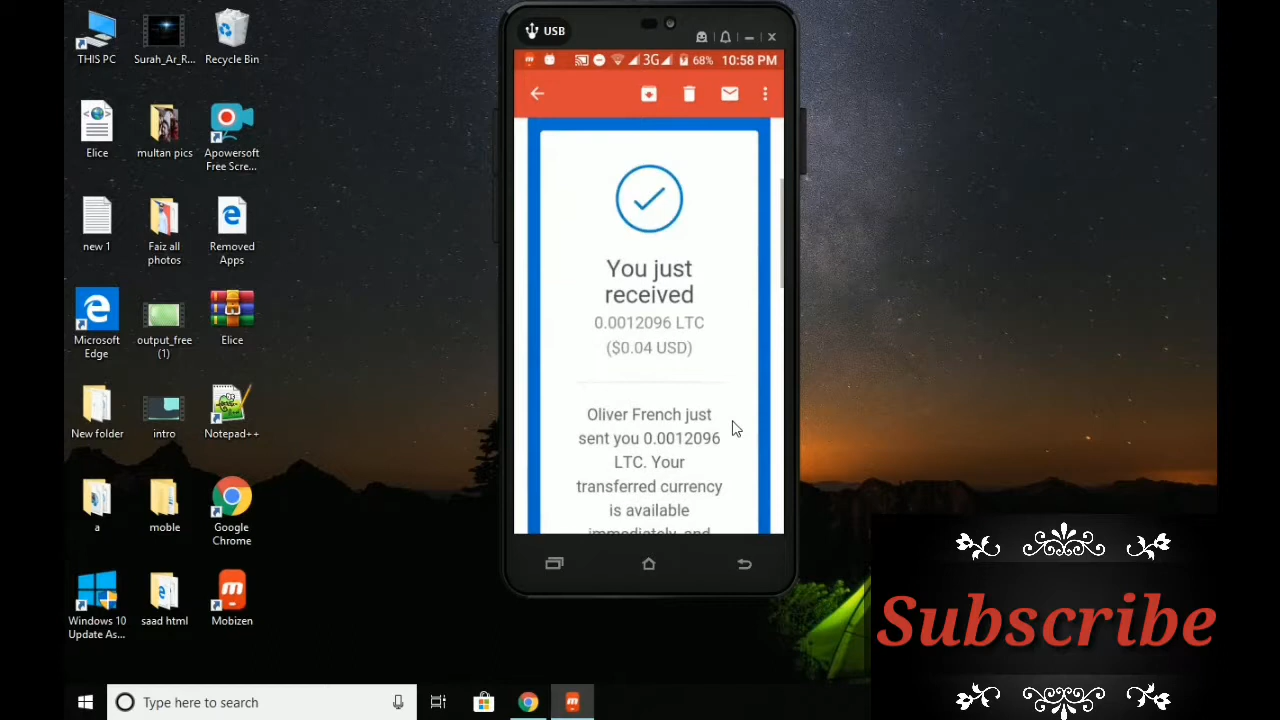 THIS PC
Surah_Ar_R...
Recycle Bin
Elice
multan pics
Apowersoft
Free Scre...
new 1
Faiz all
photos
Removed
Apps
Microsoft
Edge
output_free
(1)
Elice
New folder
intro
Notepad++
a
moble
Google
Chrome
Windows 10
Update As...
saad html
Mobizen
USB
3G 68% 10:58 PM
You just
received
0.0012096 LTC
($0.04 USD)
Oliver French just
sent you 0.0012096
LTC. Your
transferred currency
is available
immediately, and
Subscribe
Type here to search